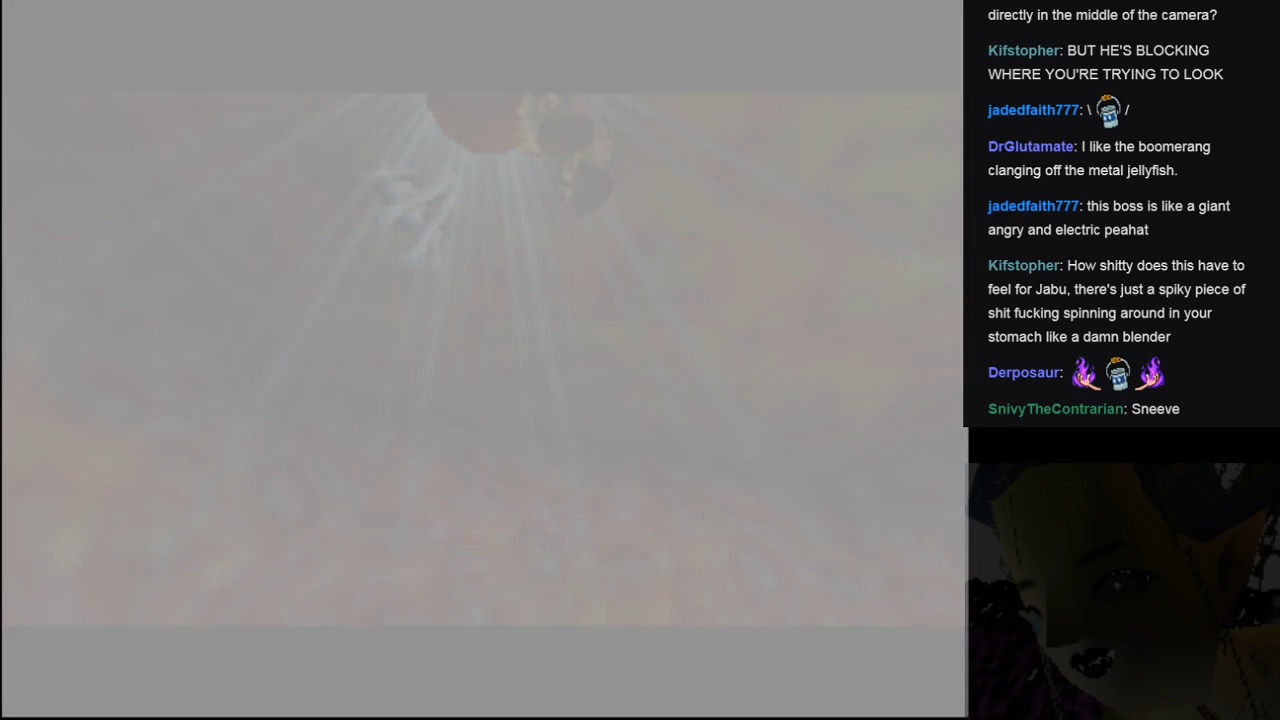 directly in the middle of the camera?
Kifstopher: BUT HE'S BLOCKING
WHERE YOU'RE TRYING TO LOOK
jadedfaith777: \ /
DrGlutamate: I like the boomerang
clanging off the metal jellyfish.
jadedfaith777: this boss is like a giant
angry and electric peahat
Kifstopher: How shitty does this have to
feel for Jabu, there's just a spiky piece of
shit fucking spinning around in your
stomach like a damn blender
Derposaur:
SnivyTheContrarian: Sneeve